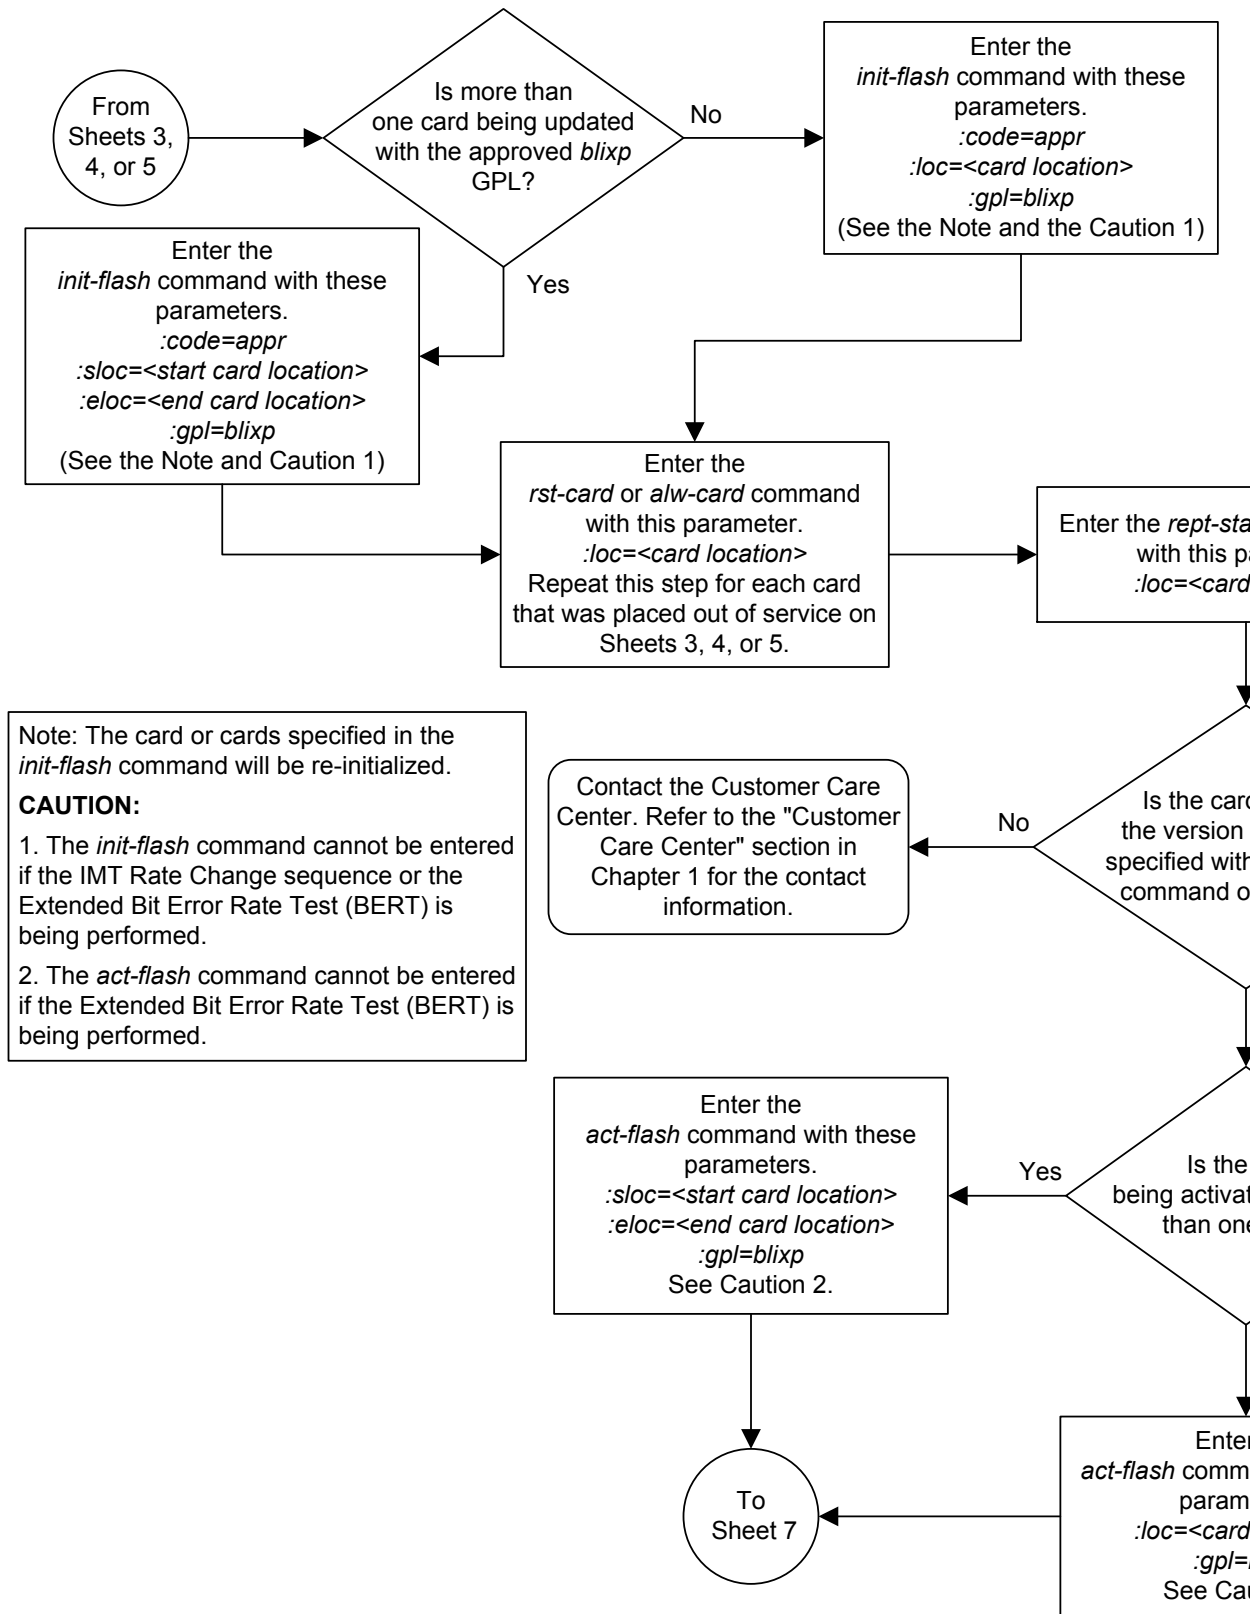 From
Sheets 3,
4, or 5
Is more than
one card being updated
with the approved blixp
GPL?
No
Yes
Enter the
init-flash command with these
parameters.
:code=appr
:loc=<card location>
:gpl=blixp
(See the Note and the Caution 1)
Enter the
init-flash command with these
parameters.
:code=appr
:sloc=<start card location>
:eloc=<end card location>
:gpl=blixp
(See the Note and Caution 1)
Enter the
rst-card or alw-card command
with this parameter.
:loc=<card location>
Repeat this step for each card
that was placed out of service on
Sheets 3, 4, or 5.
Enter the rept-sta
with this pa
:loc=<card
Note: The card or cards specified in the
init-flash command will be re-initialized.
CAUTION:
1. The init-flash command cannot be entered
if the IMT Rate Change sequence or the
Extended Bit Error Rate Test (BERT) is
being performed.
2. The act-flash command cannot be entered
if the Extended Bit Error Rate Test (BERT) is
being performed.
Contact the Customer Care
Center. Refer to the "Customer
Care Center" section in
Chapter 1 for the contact
information.
No
Is the car
the version
specified with
command o
Enter the
act-flash command with these
parameters.
:sloc=<start card location>
:eloc=<end card location>
:gpl=blixp
See Caution 2.
Yes
Is the
being activat
than one
To
Sheet 7
Enter
act-flash comm
param
:loc=<card
:gpl=
See Cau